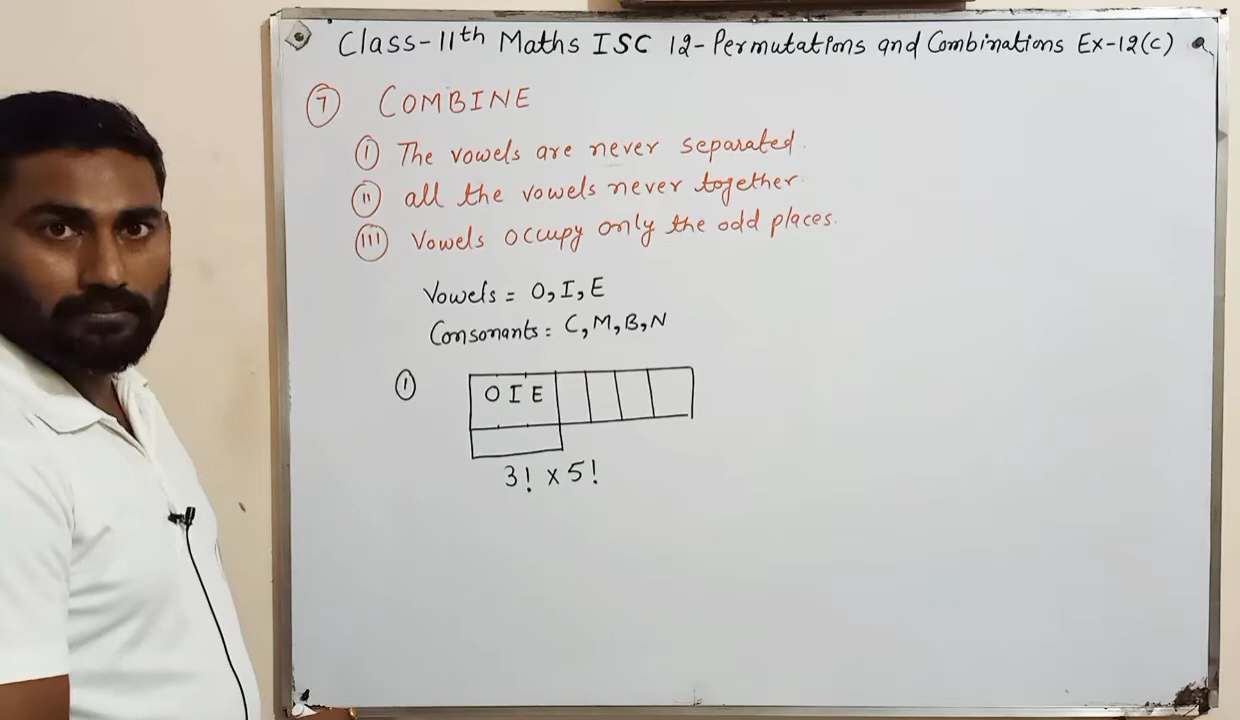 Class-11th Maths ISC 12-Permutations and Combinations Ex-12(c)
7 COMBINE
I The vowels are never separated.
II all the vowels never together.
III Vowels occupy only the odd places.
Vowels = O, I, E
Consonants = C, M, B, N
I O I E
3! x 5!